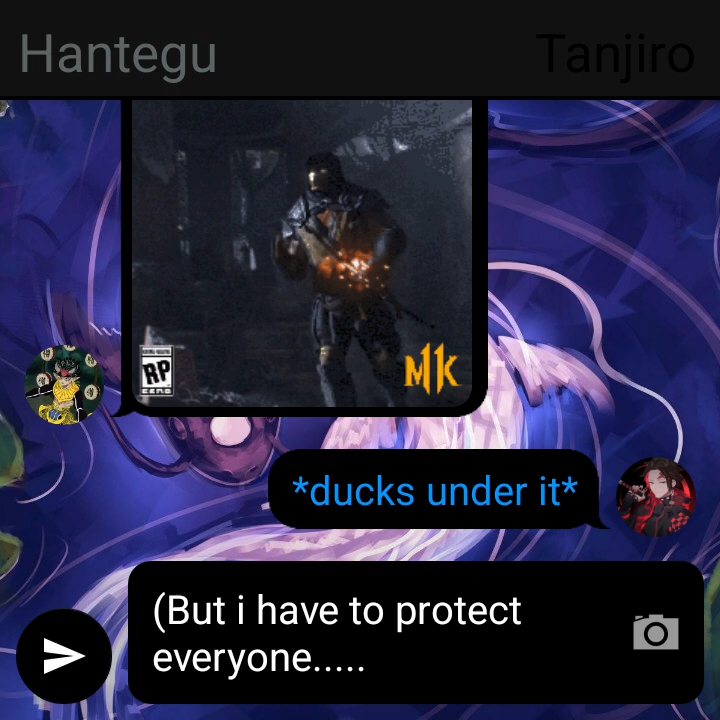 Hantegu
Tanjiro
RP
MK
*ducks under it*
(But i have to protect
everyone.....